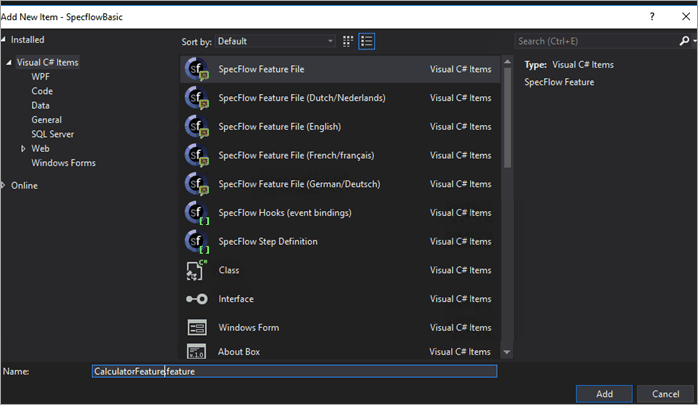 Add New Item - SpecflowBasic
? ×
Installed
Sort by: Default
Search (Ctrl+E)
Visual C# Items
WPF
Code
Data
General
SQL Server
Web
Windows Forms
Online
SpecFlow Feature File Visual C# Items
SpecFlow Feature File (Dutch/Nederlands) Visual C# Items
SpecFlow Feature File (English) Visual C# Items
SpecFlow Feature File (French/français) Visual C# Items
SpecFlow Feature File (German/Deutsch) Visual C# Items
SpecFlow Hooks (event bindings) Visual C# Items
SpecFlow Step Definition Visual C# Items
Class Visual C# Items
Interface Visual C# Items
Windows Form Visual C# Items
About Box Visual C# Items
Type: Visual C# Items
SpecFlow Feature
Name: CalculatorFeature.feature
Add Cancel